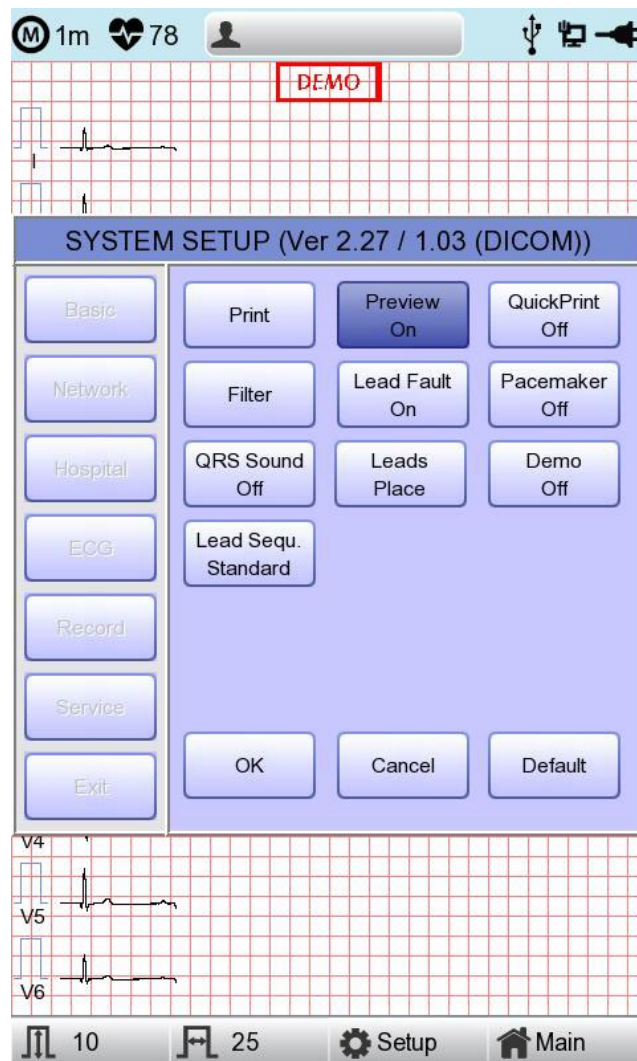 M 1m 78
DEMO
I
SYSTEM SETUP (Ver 2.27 / 1.03 (DICOM))
Basic
Print
Preview On
QuickPrint Off
Network
Filter
Lead Fault On
Pacemaker Off
Hospital
QRS Sound Off
Leads Place
Demo Off
ECG
Lead Sequ. Standard
Record
Service
Exit
OK
Cancel
Default
V4
V5
V6
10 25 Setup Main